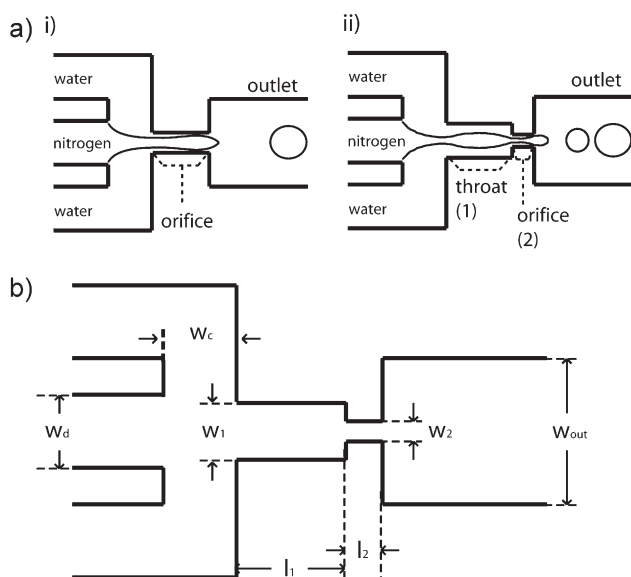 a) i)
water
nitrogen
water
outlet
orifice
ii)
water
nitrogen
water
outlet
throat
(1)
orifice
(2)
b)
wc
wd
w1
w2
wout
l1
l2